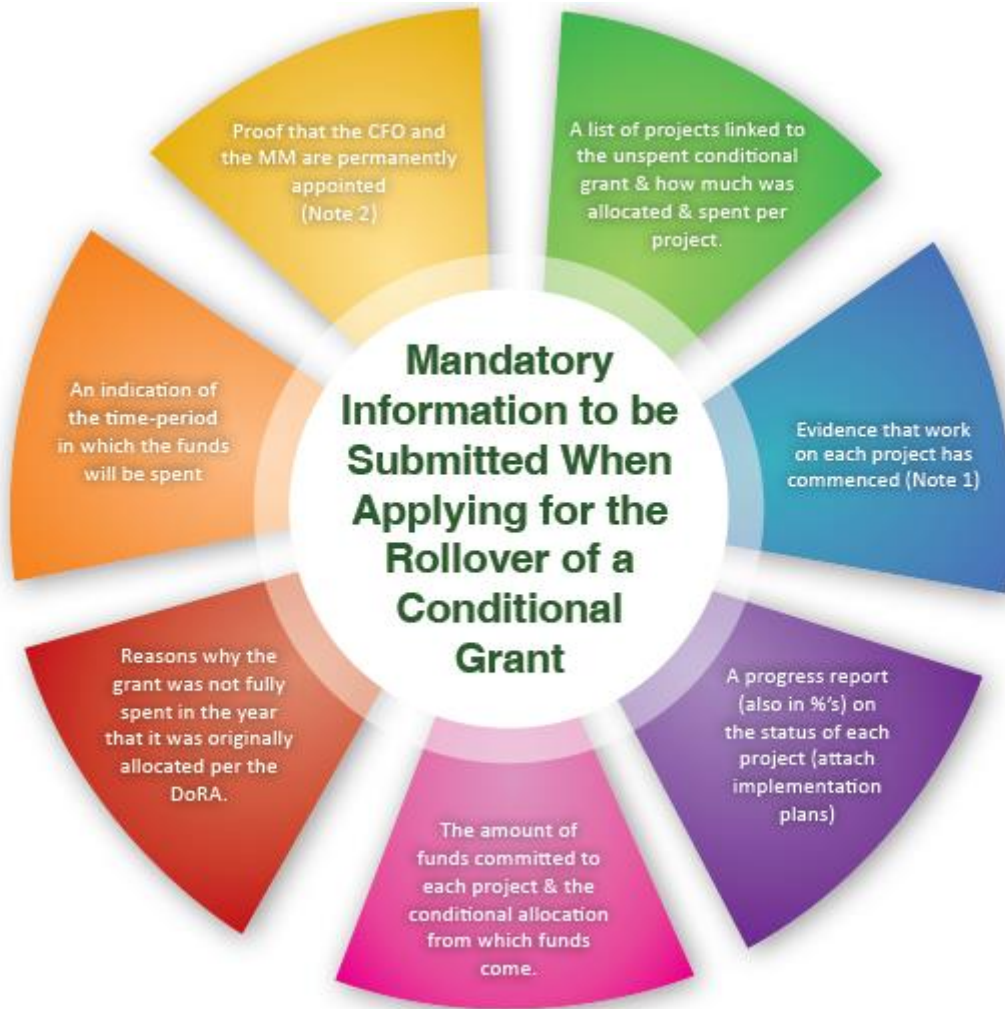 Mandatory
Information to be
Submitted When
Applying for the
Rollover of a
Conditional
Grant
A list of projects linked to
the unspent conditional
grant & how much was
allocated & spent per
project.
Evidence that work
on each project has
commenced (Note 1)
A progress report
(also in %'s) on
the status of each
project (attach
implementation
plans)
The amount of
funds committed to
each project & the
conditional allocation
from which funds
come.
Reasons why the
grant was not fully
spent in the year
that it was originally
allocated per the
DoRA.
An indication of
the time-period
in which the funds
will be spent
Proof that the CFO and
the MM are permanently
appointed
(Note 2)